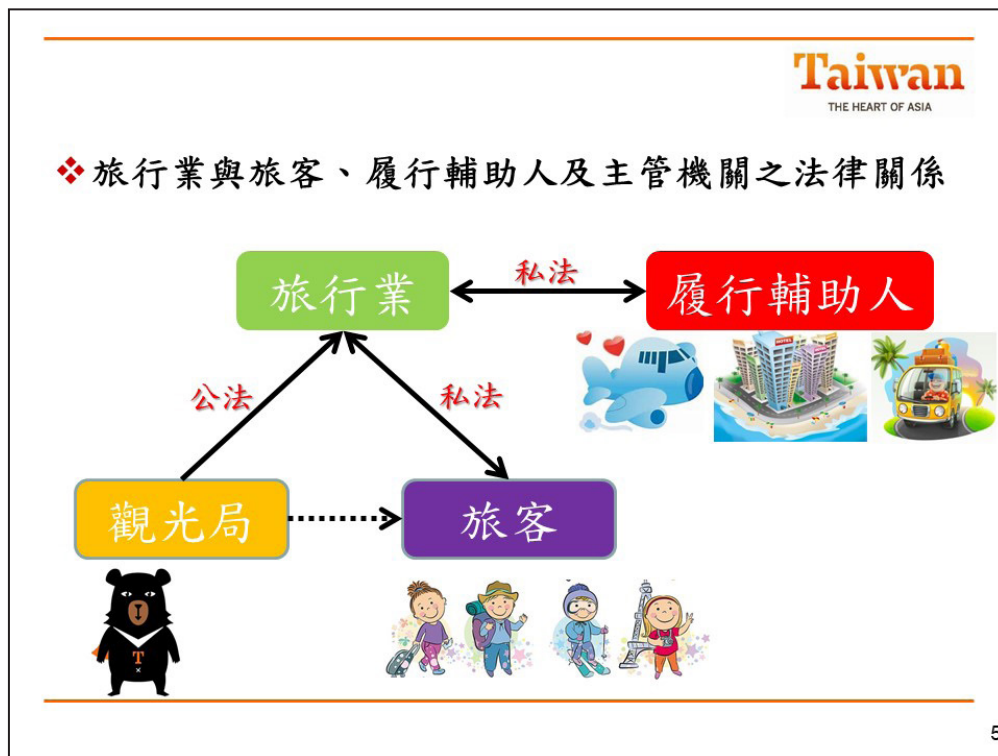 Taiwan
THE HEART OF ASIA
❖旅行業與旅客、履行輔助人及主管機關之法律關係
旅行業
私法
履行輔助人
公法
私法
觀光局
旅客
HOTEL
T
5